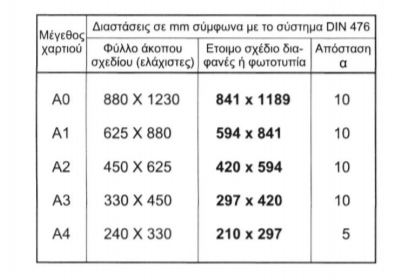 Μέγεθος χαρτιού
Διαστάσεις σε mm σύμφωνα με το σύστημα DIN 476
Φύλλο άκοπου σχεδίου (ελάχιστες)
Ετοιμο σχέδιο διαφανές ή φωτοτυπία
Απόσταση α
A0 880 X 1230 841 x 1189 10
A1 625 X 880 594 x 841 10
A2 450 X 625 420 x 594 10
A3 330 X 450 297 x 420 10
A4 240 X 330 210 x 297 5